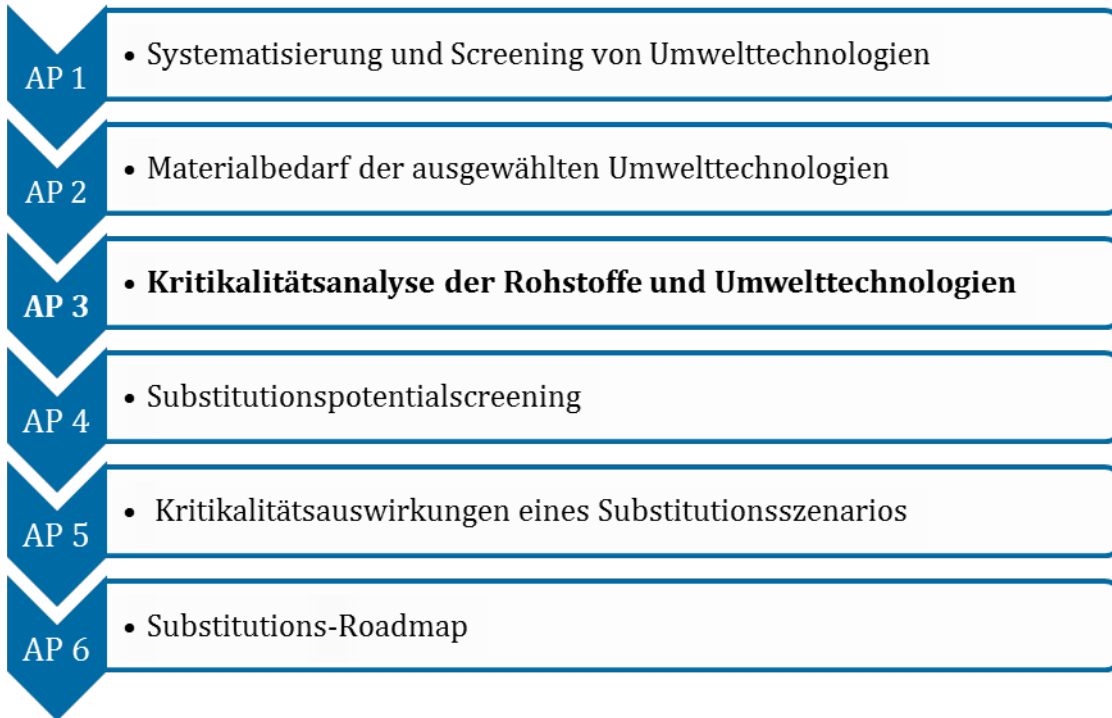 AP 1
• Systematisierung und Screening von Umwelttechnologien
AP 2
• Materialbedarf der ausgewählten Umwelttechnologien
AP 3
• Kritikalitätsanalyse der Rohstoffe und Umwelttechnologien
AP 4
• Substitutionspotentialscreening
AP 5
• Kritikalitätsauswirkungen eines Substitutionsszenarios
AP 6
• Substitutions-Roadmap